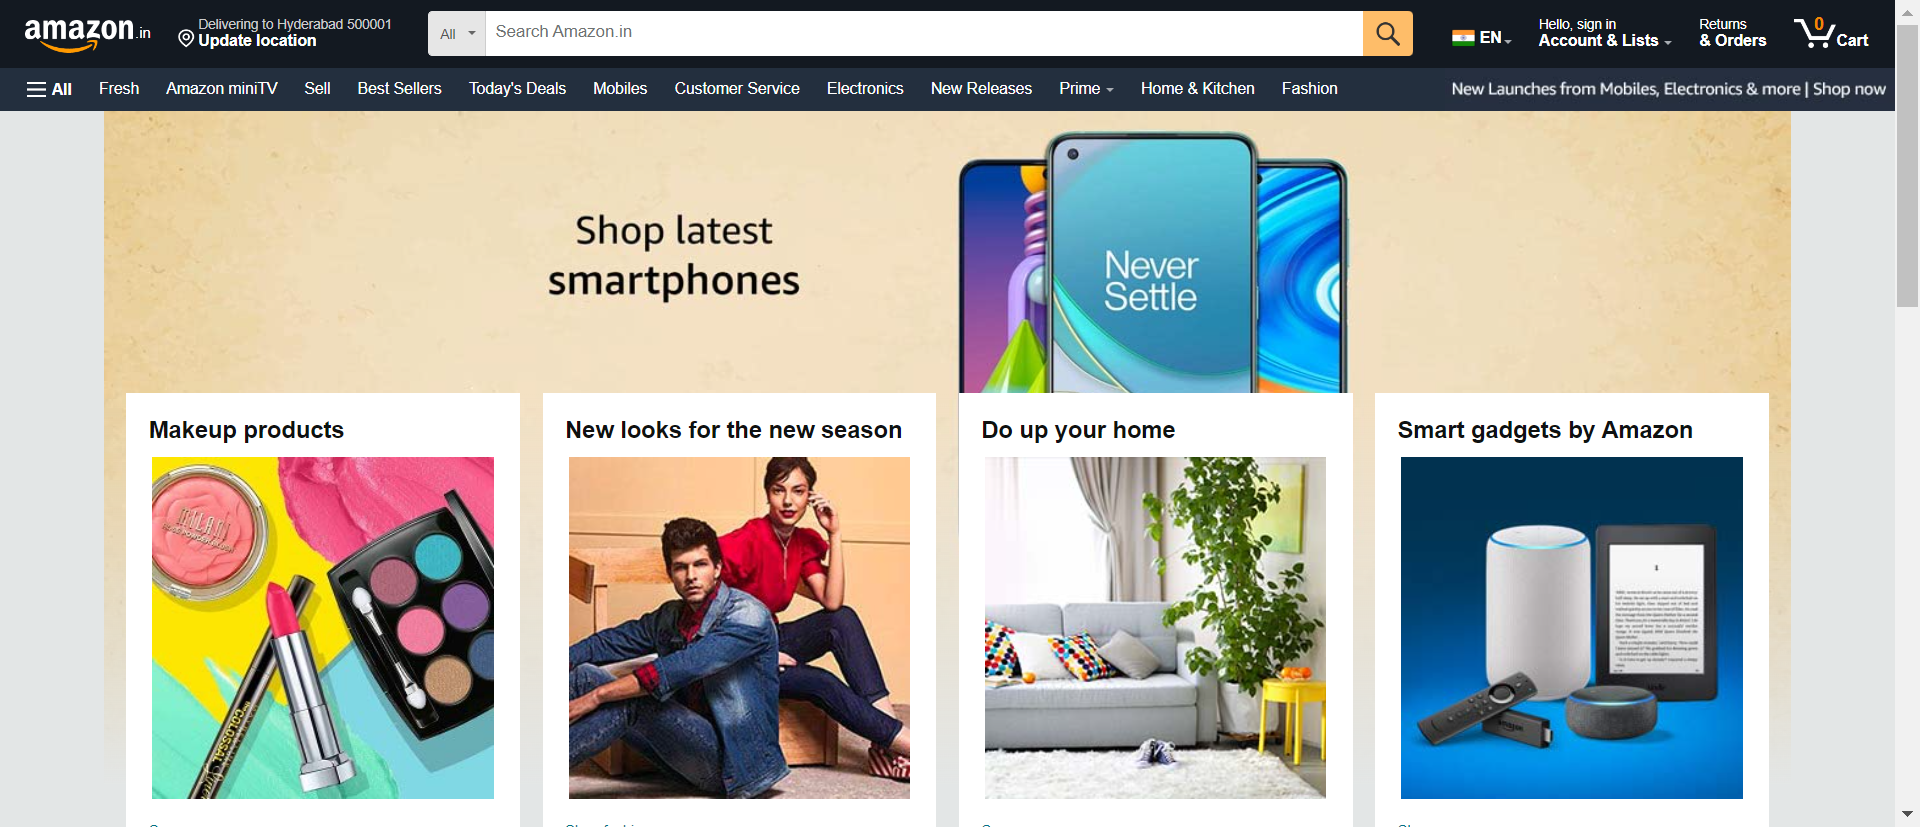 amazon.in
Delivering to Hyderabad 500001
Update location
All
Search Amazon.in
EN
Hello, sign in
Account & Lists
Returns
& Orders
0
Cart
All
Fresh
Amazon miniTV
Sell
Best Sellers
Today's Deals
Mobiles
Customer Service
Electronics
New Releases
Prime
Home & Kitchen
Fashion
New Launches from Mobiles, Electronics & more | Shop now
Shop latest
smartphones
Never
Settle
Makeup products
New looks for the new season
Do up your home
Smart gadgets by Amazon
MILANI
COLOSSAL
amazon
kindle